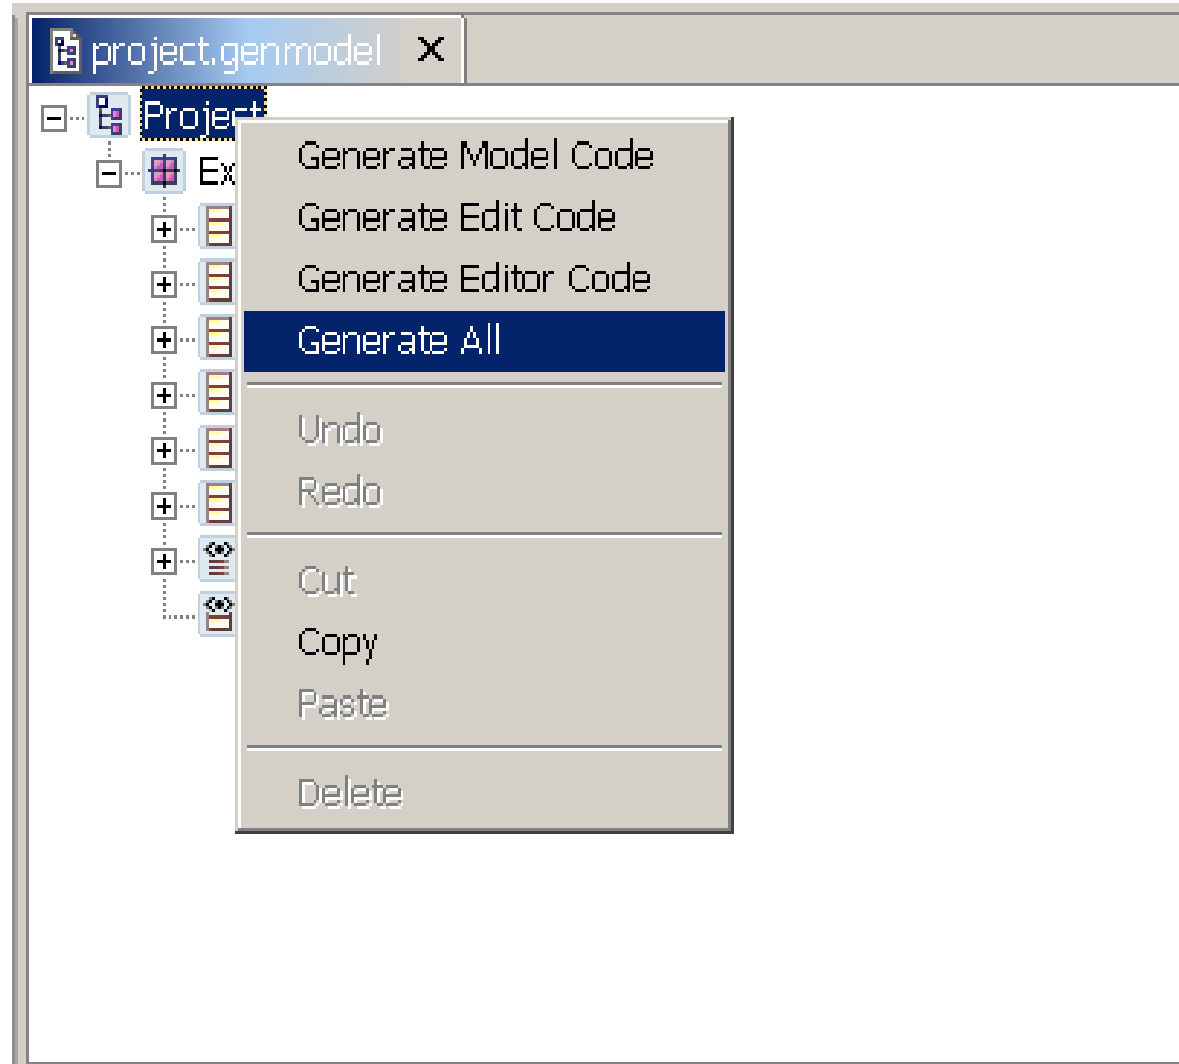 project.genmodel
Project
Ex
Generate Model Code
Generate Edit Code
Generate Editor Code
Generate All
Undo
Redo
Cut
Copy
Paste
Delete